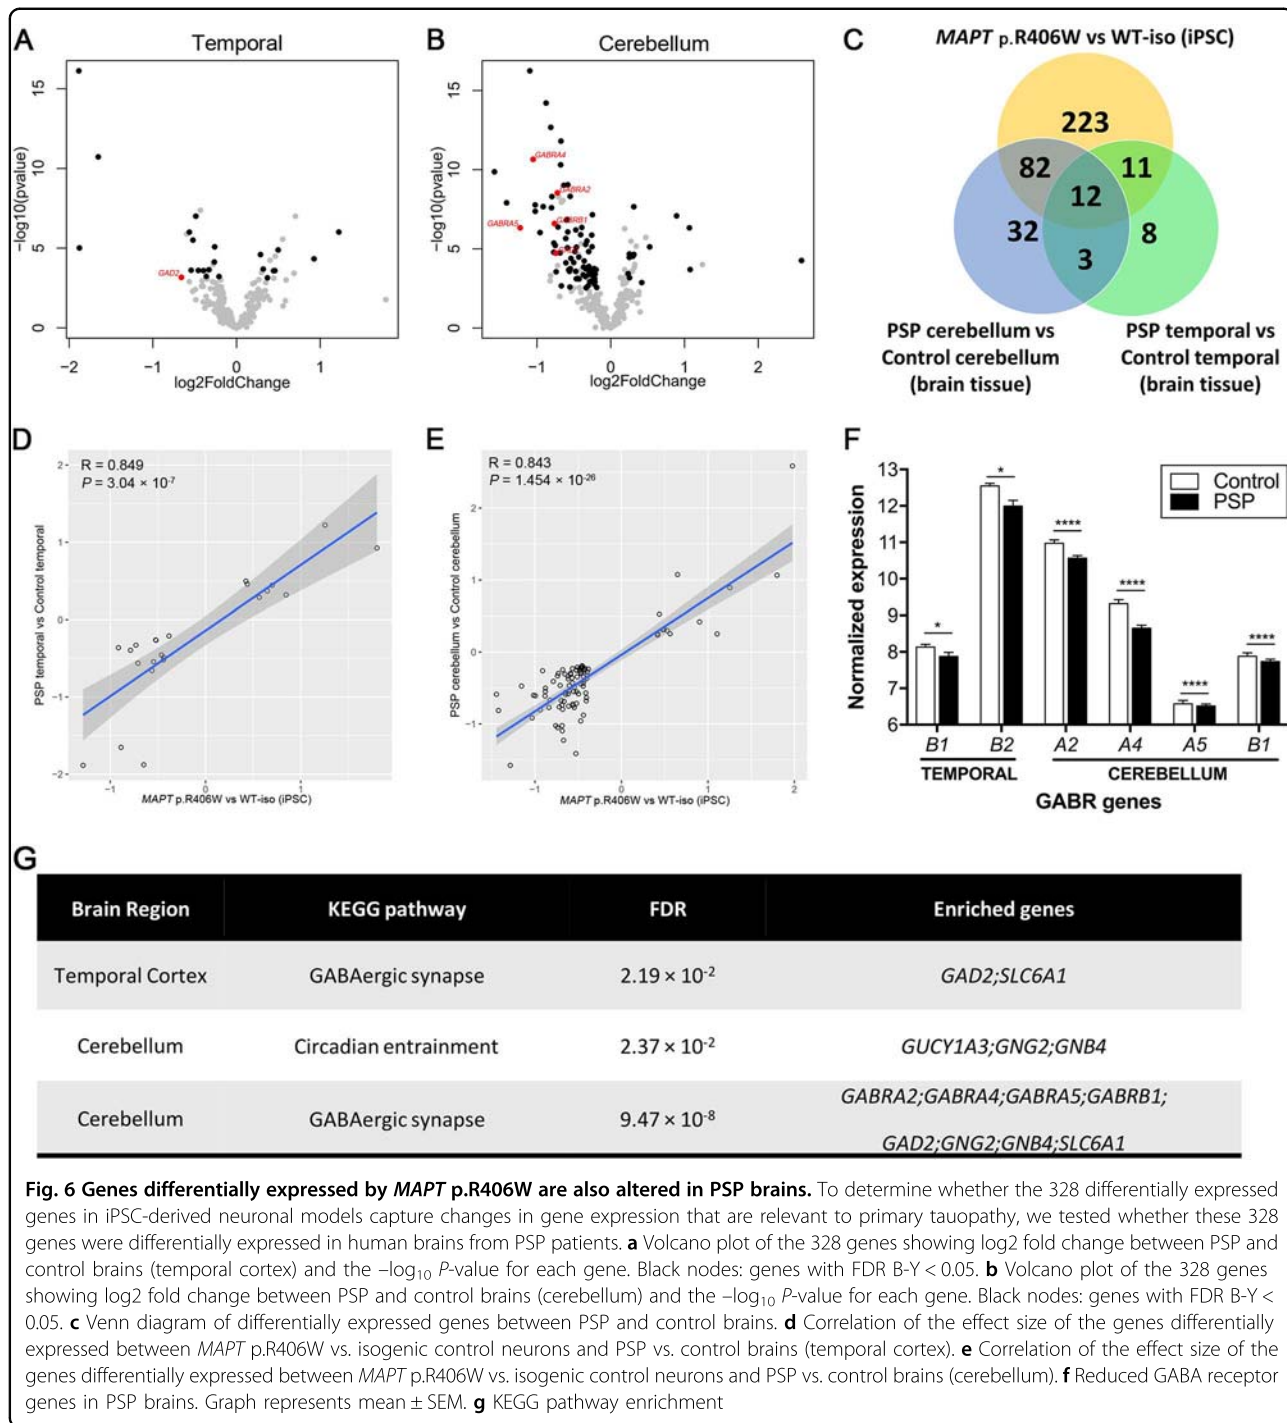 A
Temporal
−log10(pvalue)
15
10
5
0
GAD2
−2
−1
0
1
log2FoldChange
B
Cerebellum
−log10(pvalue)
15
10
5
0
GABRA4
GABRA2
GABRA5
GABRB1
−1
0
1
2
log2FoldChange
C
MAPT p.R406W vs WT-iso (iPSC)
223
82
11
12
32
8
3
PSP cerebellum vs
Control cerebellum
(brain tissue)
PSP temporal vs
Control temporal
(brain tissue)
D
R = 0.849
P = 3.04 × 10-7
PSP temporal vs Control temporal
2
1
0
−1
−2
−1
0
1
MAPT p.R406W vs WT-iso (iPSC)
E
R = 0.843
P = 1.454 × 10-26
PSP cerebellum vs Control cerebellum
2
1
0
−1
−1
0
1
2
MAPT p.R406W vs WT-iso (iPSC)
F
Control
PSP
Normalized expression
13
12
11
10
9
8
7
6
*
*
****
****
****
****
B1 B2 A2 A4 A5 B1
TEMPORAL CEREBELLUM
GABR genes
G
Brain Region KEGG pathway FDR Enriched genes
Temporal Cortex GABAergic synapse 2.19 × 10-2 GAD2;SLC6A1
Cerebellum Circadian entrainment 2.37 × 10-2 GUCY1A3;GNG2;GNB4
Cerebellum GABAergic synapse 9.47 × 10-8 GABRA2;GABRA4;GABRA5;GABRB1;
GAD2;GNG2;GNB4;SLC6A1
Fig. 6 Genes differentially expressed by MAPT p.R406W are also altered in PSP brains. To determine whether the 328 differentially expressed
genes in iPSC-derived neuronal models capture changes in gene expression that are relevant to primary tauopathy, we tested whether these 328
genes were differentially expressed in human brains from PSP patients. a Volcano plot of the 328 genes showing log2 fold change between PSP and
control brains (temporal cortex) and the –log10 P-value for each gene. Black nodes: genes with FDR B-Y < 0.05. b Volcano plot of the 328 genes
showing log2 fold change between PSP and control brains (cerebellum) and the –log10 P-value for each gene. Black nodes: genes with FDR B-Y <
0.05. c Venn diagram of differentially expressed genes between PSP and control brains. d Correlation of the effect size of the genes differentially
expressed between MAPT p.R406W vs. isogenic control neurons and PSP vs. control brains (temporal cortex). e Correlation of the effect size of the
genes differentially expressed between MAPT p.R406W vs. isogenic control neurons and PSP vs. control brains (cerebellum). f Reduced GABA receptor
genes in PSP brains. Graph represents mean ± SEM. g KEGG pathway enrichment